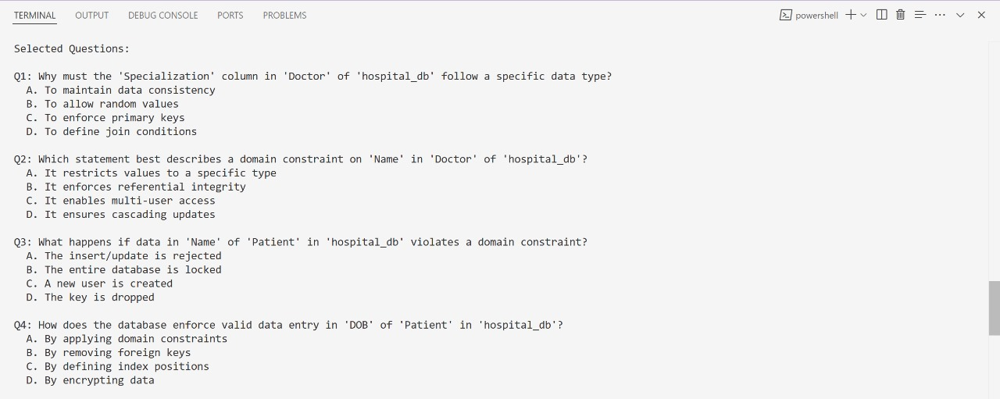 TERMINAL OUTPUT DEBUG CONSOLE PORTS PROBLEMS powershell
Selected Questions:
Q1: Why must the 'Specialization' column in 'Doctor' of 'hospital_db' follow a specific data type?
A. To maintain data consistency
B. To allow random values
C. To enforce primary keys
D. To define join conditions
Q2: Which statement best describes a domain constraint on 'Name' in 'Doctor' of 'hospital_db'?
A. It restricts values to a specific type
B. It enforces referential integrity
C. It enables multi-user access
D. It ensures cascading updates
Q3: What happens if data in 'Name' of 'Patient' in 'hospital_db' violates a domain constraint?
A. The insert/update is rejected
B. The entire database is locked
C. A new user is created
D. The key is dropped
Q4: How does the database enforce valid data entry in 'DOB' of 'Patient' in 'hospital_db'?
A. By applying domain constraints
B. By removing foreign keys
C. By defining index positions
D. By encrypting data